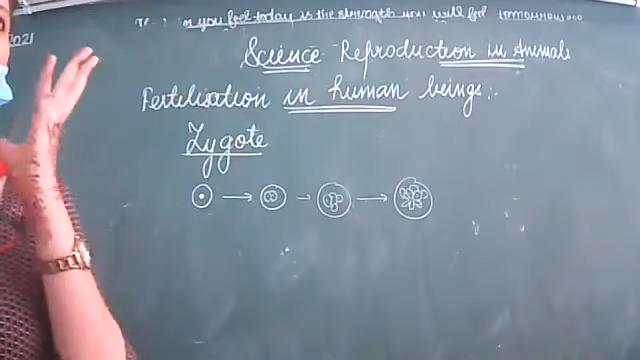 you feel today is the strength you will feel tomorrow...
2021
Science Reproduction in Animals
Fertilisation in human beings:.
Zygote